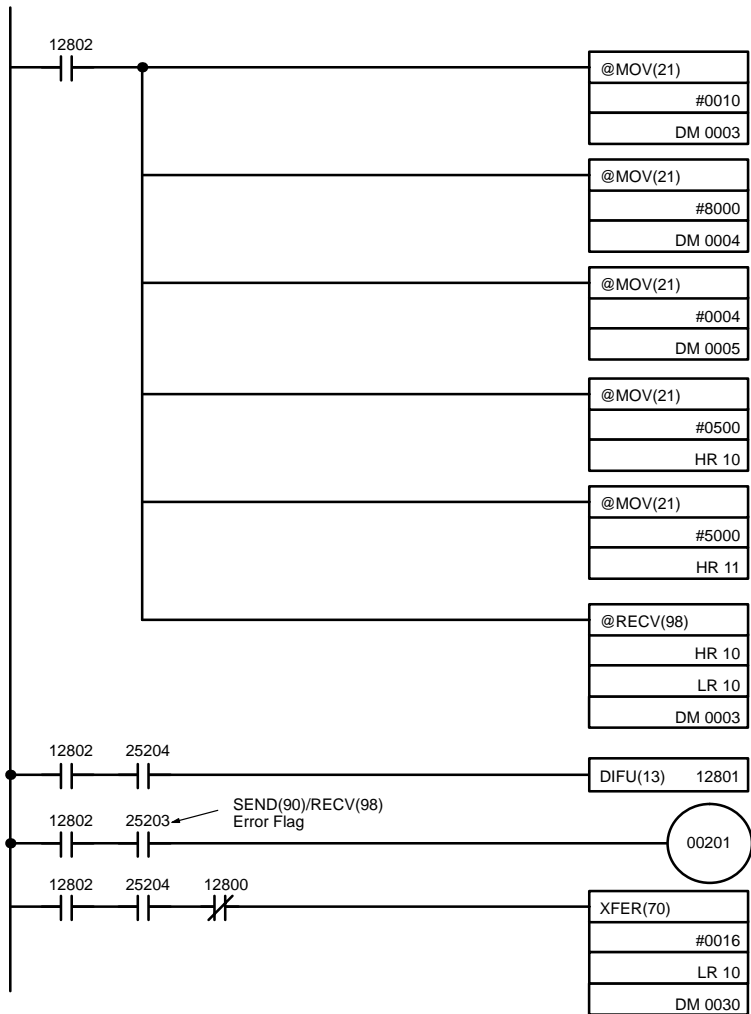 12802
@MOV(21)
#0010
DM 0003
@MOV(21)
#8000
DM 0004
@MOV(21)
#0004
DM 0005
@MOV(21)
#0500
HR 10
@MOV(21)
#5000
HR 11
@RECV(98)
HR 10
LR 10
DM 0003
12802 25204
DIFU(13) 12801
12802 25203
SEND(90)/RECV(98)
Error Flag
00201
12802 25204 12800
XFER(70)
#0016
LR 10
DM 0030